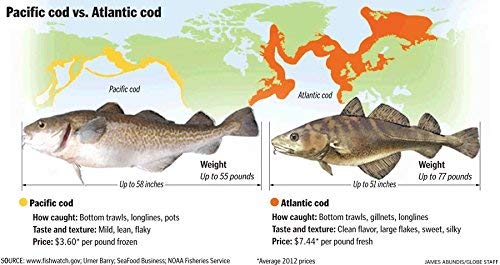 Pacific cod vs. Atlantic cod
Pacific cod
Atlantic cod
Weight
Up to 55 pounds
Up to 58 inches
Weight
Up to 77 pounds
Up to 51 inches
Pacific cod
How caught: Bottom trawls, longlines, pots
Taste and texture: Mild, lean, flaky
Price: $3.60* per pound frozen
Atlantic cod
How caught: Bottom trawls, gillnets, longlines
Taste and texture: Clean flavor, large flakes, sweet, silky
Price: $7.44* per pound fresh
SOURCE: www.fishwatch.gov; Urner Barry; SeaFood Business; NOAA Fisheries Service
*Average 2012 prices
JAMES ABUNDIS/GLOBE STAFF